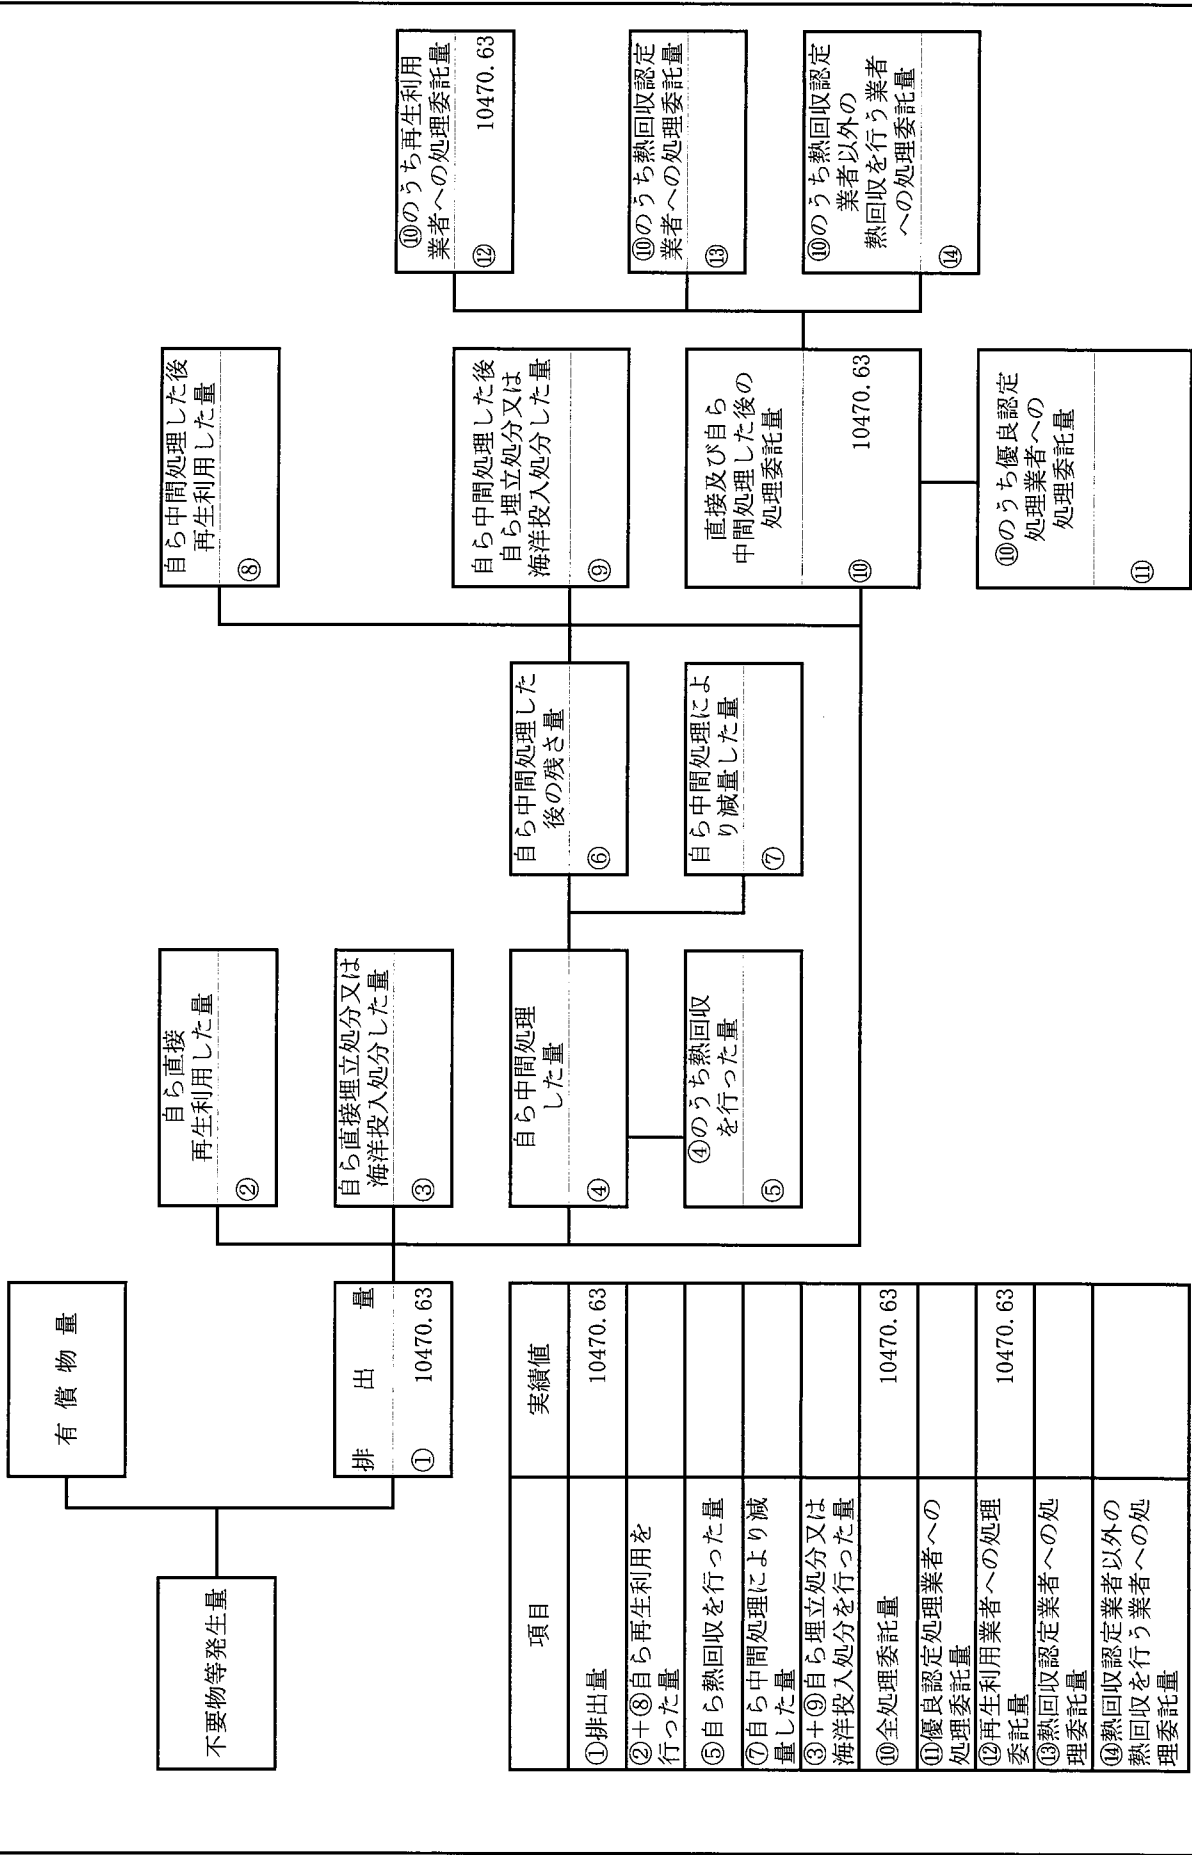 不要物等発生量
有償物量
排出量
① 10470.63
自ら直接
再生利用した量
②
自ら直接埋立処分又は
海洋投入処分した量
③
自ら中間処理
した量
④
④のうち熱回収
を行った量
⑤
自ら中間処理した
後の残さ量
⑥
自ら中間処理によ
り減量した量
⑦
自ら中間処理した後
再生利用した量
⑧
自ら中間処理した後
自ら埋立処分又は
海洋投入処分した量
⑨
直接及び自ら
中間処理した後の
処理委託量
⑩ 10470.63
⑩のうち優良認定
処理業者への
処理委託量
⑪
⑩のうち再生利用
業者への処理委託量
⑫ 10470.63
⑩のうち熱回収認定
業者への処理委託量
⑬
⑩のうち熱回収認定
業者以外の
熱回収を行う業者
への処理委託量
⑭
項目 実績値
①排出量 10470.63
②+⑧自ら再生利用を
行った量
⑤自ら熱回収を行った量
⑦自ら中間処理により減
量した量
③+⑨自ら埋立処分又は
海洋投入処分を行った量
⑩全処理委託量 10470.63
⑪優良認定処理業者への
処理委託量
⑫再生利用業者への処理
委託量 10470.63
⑬熱回収認定業者への処
理委託量
⑭熱回収認定業者以外の
熱回収を行う業者への処
理委託量